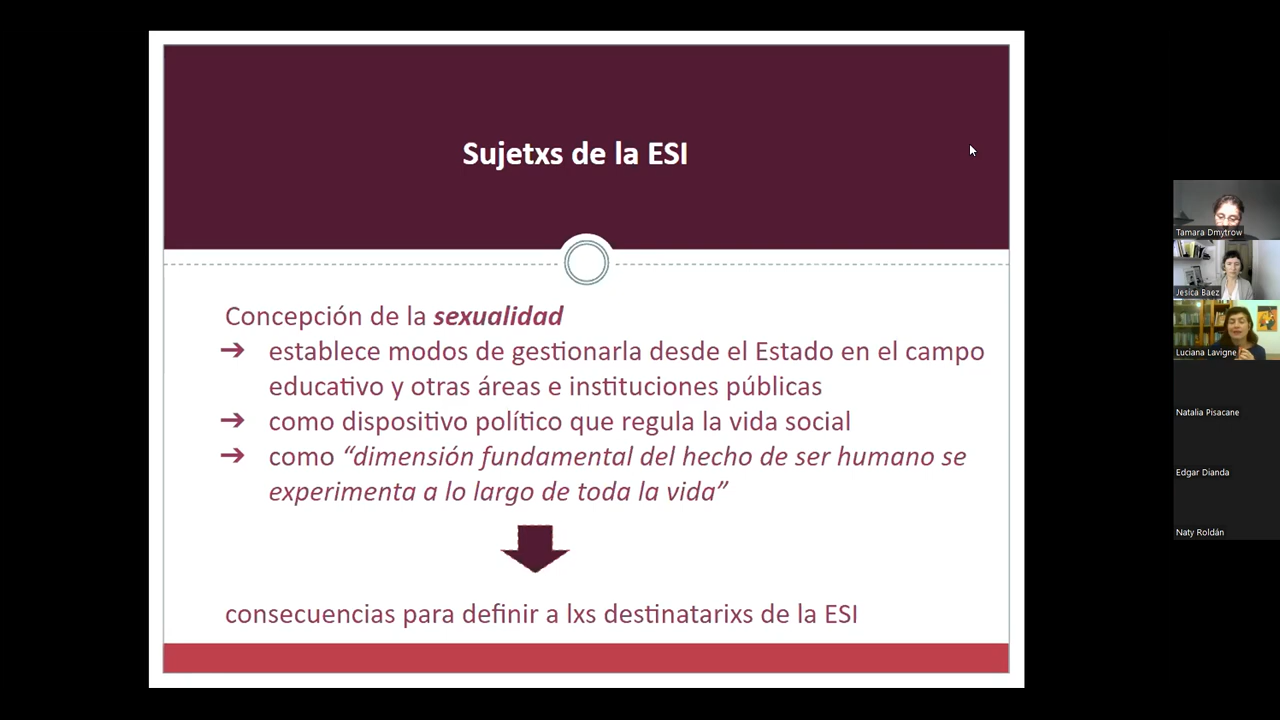 Sujetxs de la ESI
Concepción de la sexualidad
➔ establece modos de gestionarla desde el Estado en el campo
educativo y otras áreas e instituciones públicas
➔ como dispositivo político que regula la vida social
➔ como “dimensión fundamental del hecho de ser humano se
experimenta a lo largo de toda la vida”
consecuencias para definir a lxs destinatarixs de la ESI
Tamara Dmytrow
Jesica Baez
Luciana Lavigne
Natalia Pisacane
Edgar Dianda
Naty Roldán